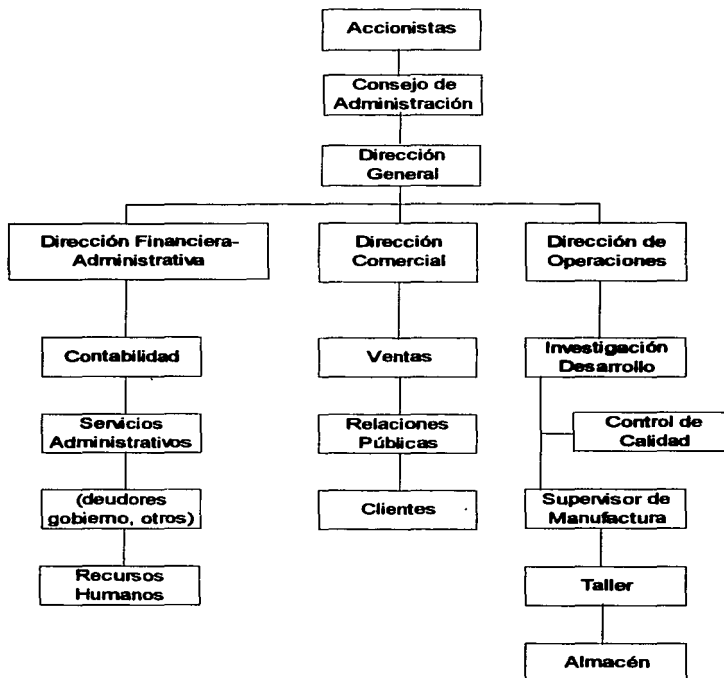 Accionistas
Consejo de
Administración
Dirección
General
Dirección Financiera-
Administrativa
Dirección
Comercial
Dirección de
Operaciones
Contabilidad
Ventas
Investigación
Desarrollo
Servicios
Administrativos
Relaciones
Públicas
Control de
Calidad
(deudores
gobierno, otros)
Clientes
Supervisor de
Manufactura
Recursos
Humanos
Taller
Almacén